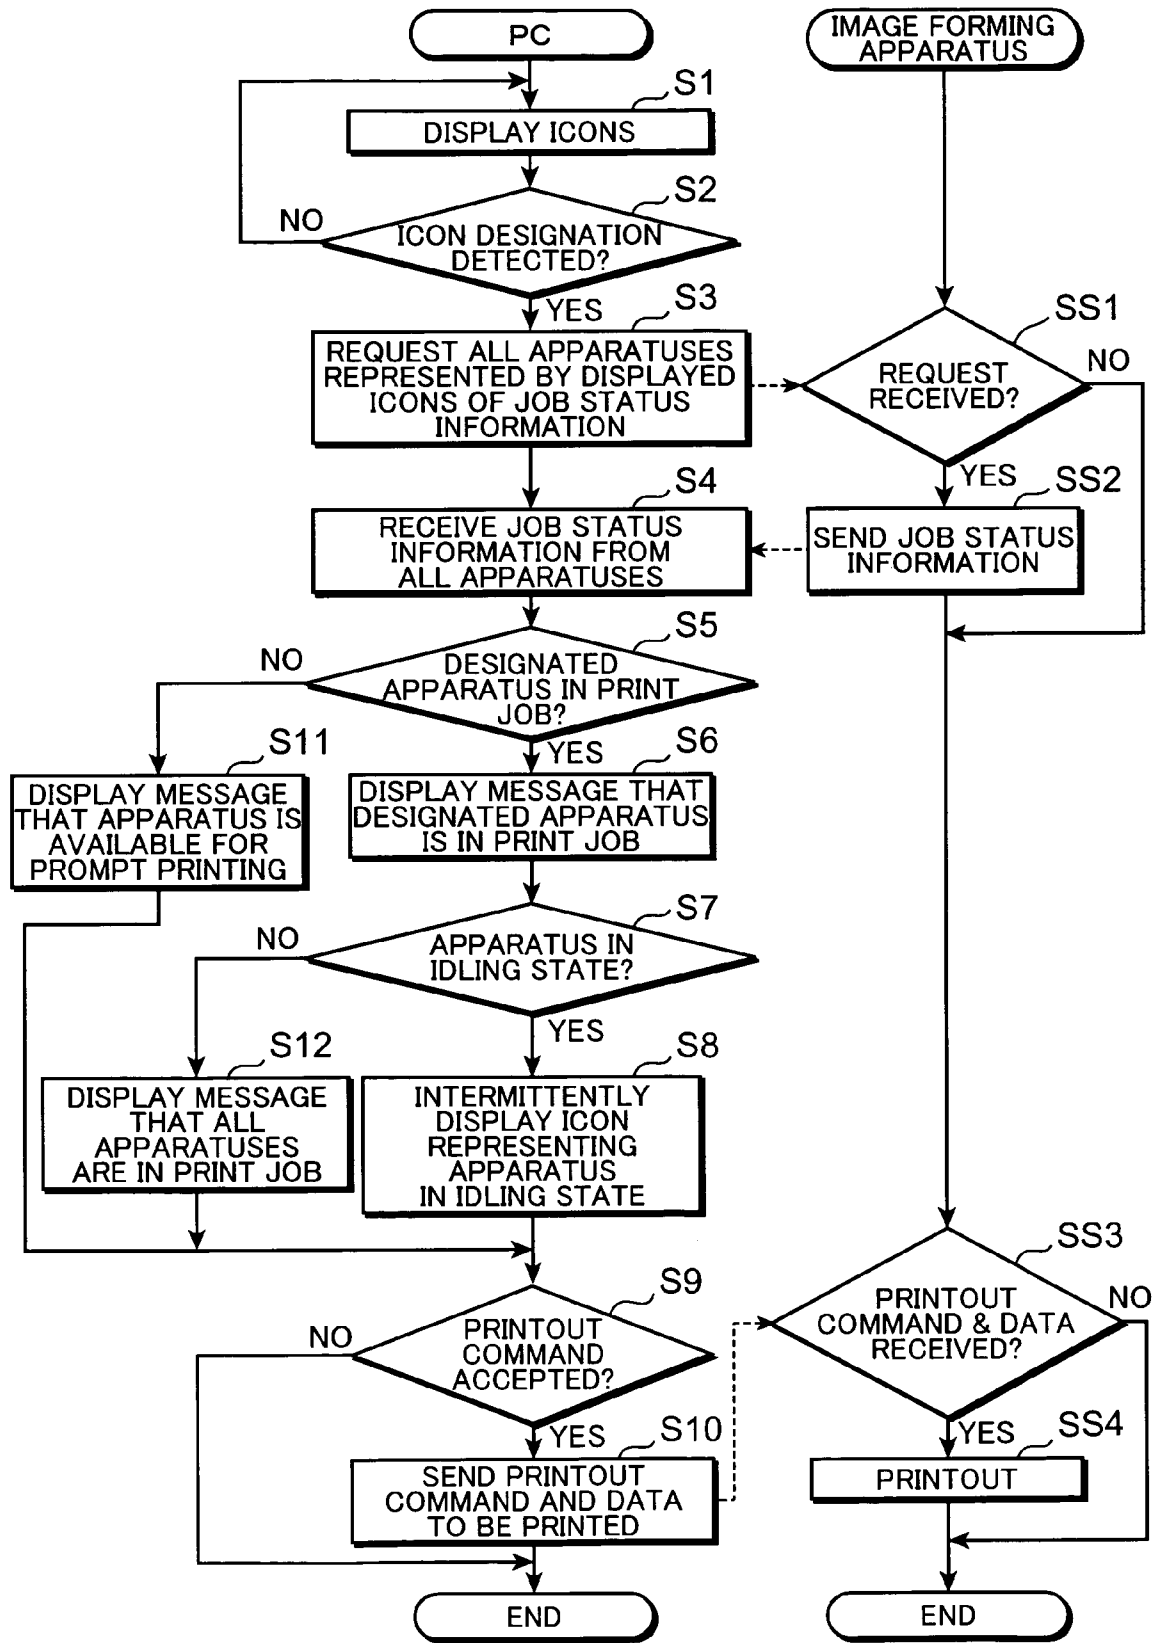 PC
IMAGE FORMING
APPARATUS
S1
DISPLAY ICONS
S2
NO
ICON DESIGNATION
DETECTED?
YES
S3
REQUEST ALL APPARATUSES
REPRESENTED BY DISPLAYED
ICONS OF JOB STATUS
INFORMATION
SS1
NO
REQUEST
RECEIVED?
YES
S4
RECEIVE JOB STATUS
INFORMATION FROM
ALL APPARATUSES
SS2
SEND JOB STATUS
INFORMATION
S5
NO
DESIGNATED
APPARATUS IN PRINT
JOB?
YES
S11
DISPLAY MESSAGE
THAT APPARATUS IS
AVAILABLE FOR
PROMPT PRINTING
S6
DISPLAY MESSAGE THAT
DESIGNATED APPARATUS
IS IN PRINT JOB
S7
NO
APPARATUS IN
IDLING STATE?
YES
S12
DISPLAY MESSAGE
THAT ALL
APPARATUSES
ARE IN PRINT JOB
S8
INTERMITTENTLY
DISPLAY ICON
REPRESENTING
APPARATUS
IN IDLING STATE
S9
NO
PRINTOUT
COMMAND
ACCEPTED?
YES
SS3
NO
PRINTOUT
COMMAND & DATA
RECEIVED?
YES
S10
SEND PRINTOUT
COMMAND AND DATA
TO BE PRINTED
SS4
PRINTOUT
END
END